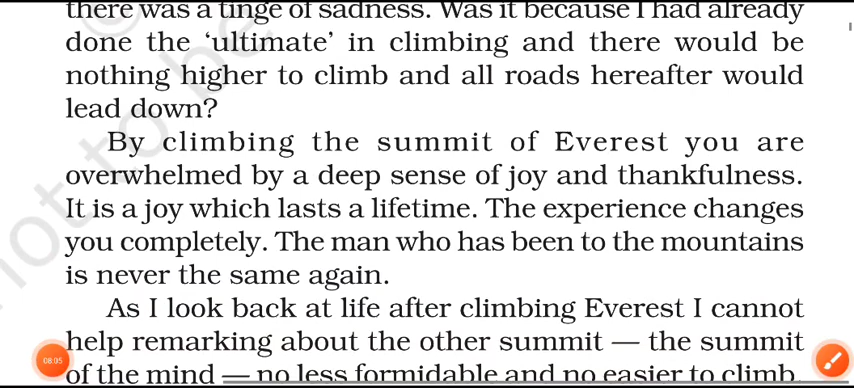 there was a tinge of sadness. Was it because I had already
done the ‘ultimate’ in climbing and there would be
nothing higher to climb and all roads hereafter would
lead down?
By climbing the summit of Everest you are
overwhelmed by a deep sense of joy and thankfulness.
It is a joy which lasts a lifetime. The experience changes
you completely. The man who has been to the mountains
is never the same again.
As I look back at life after climbing Everest I cannot
help remarking about the other summit — the summit
of the mind — no less formidable and no easier to climb.
08:05
not to be
©